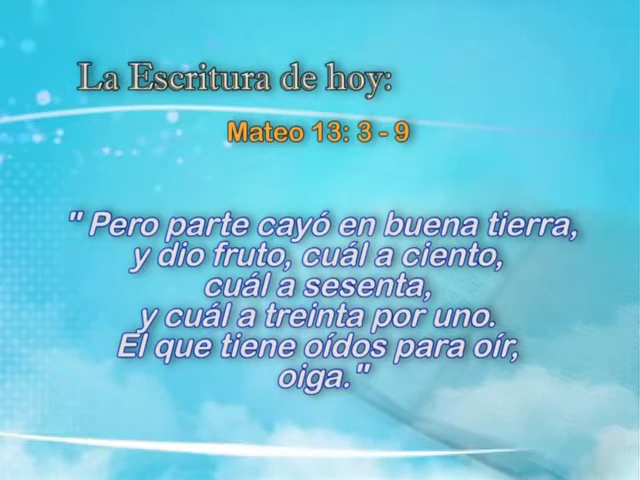 La Escritura de hoy:
Mateo 13: 3 - 9
" Pero parte cayó en buena tierra,
y dio fruto, cuál a ciento,
cuál a sesenta,
y cuál a treinta por uno.
El que tiene oídos para oír,
oiga."